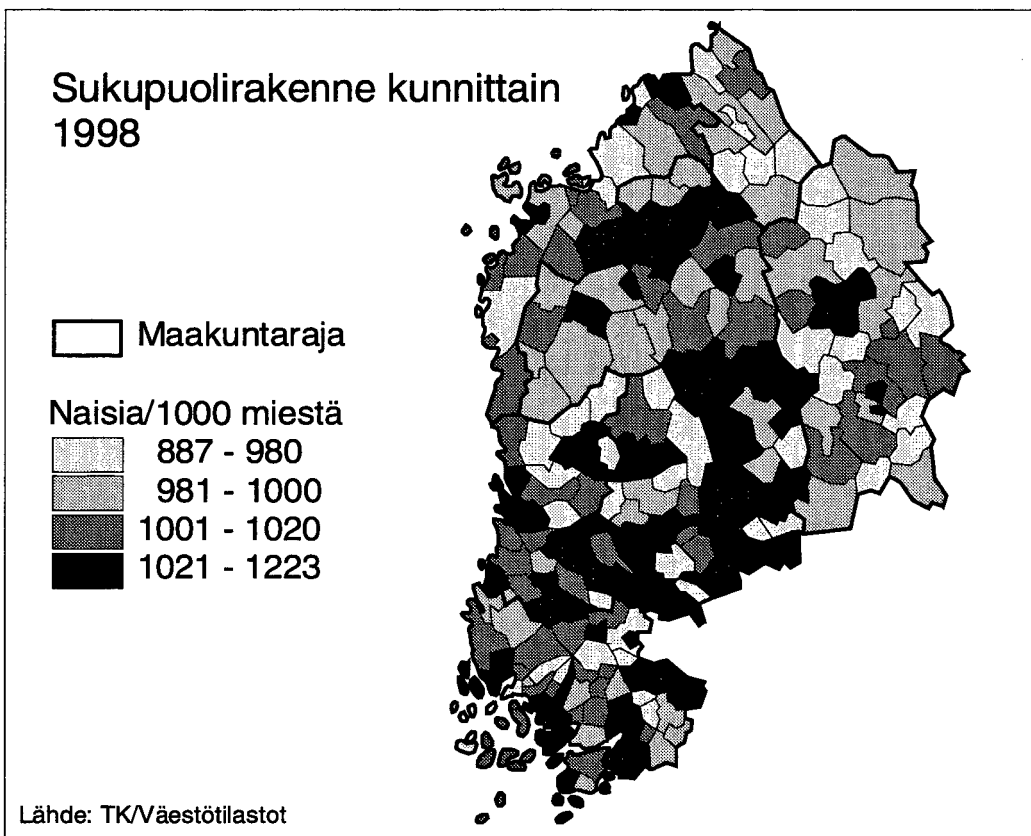 Sukupuolirakenne kunnittain
1998
Maakuntaraja
Naisia/1000 miestä
887 - 980
981 - 1000
1001 - 1020
1021 - 1223
Lähde: TK/Väestötilastot